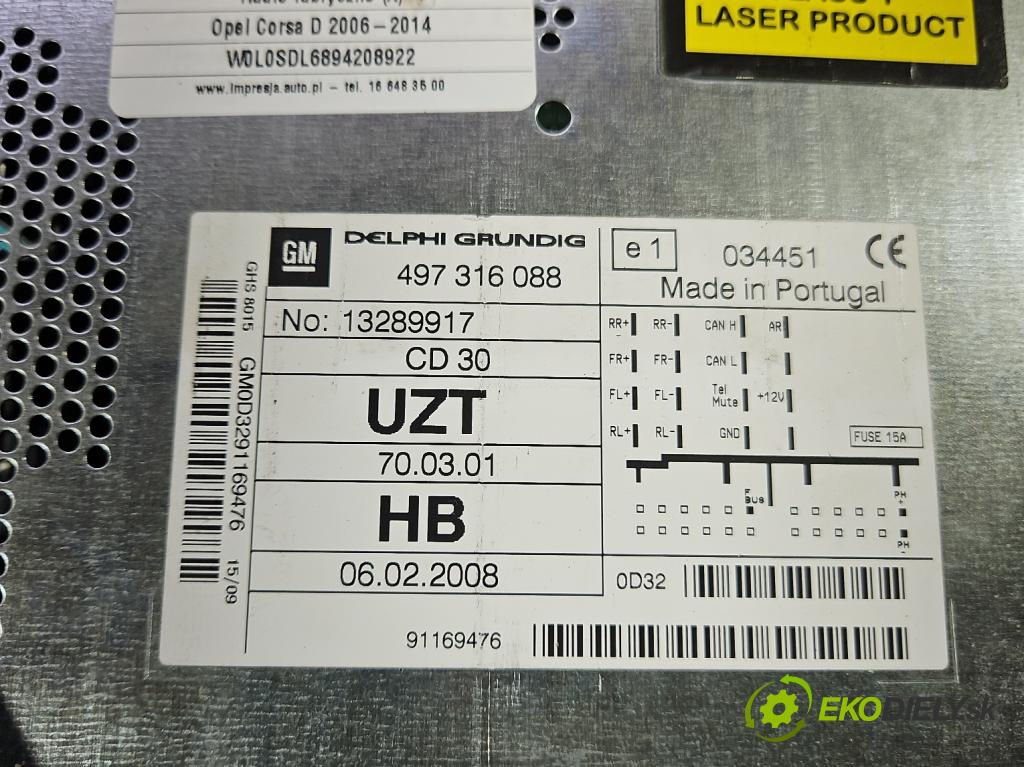 Opel Corsa D 2006-2014
W0L0SDL6894208922
www.impresja.auto.pl - tel. 16 648 35 00
LASER PRODUCT
GM
DELPHI GRUNDIG
497 316 088
No: 13289917
CD 30
UZT
70.03.01
HB
06.02.2008
91169476
GHS 8015
GM0D3291169476
15/09
e 1
034451
CE
Made in Portugal
RR+ RR- CAN H AR
FR+ FR- CAN L
FL+ FL- Tel Mute +12V
RL+ RL- GND
FUSE 15A
F BUS
PH +
PH -
0D32
EKODIELY.sk